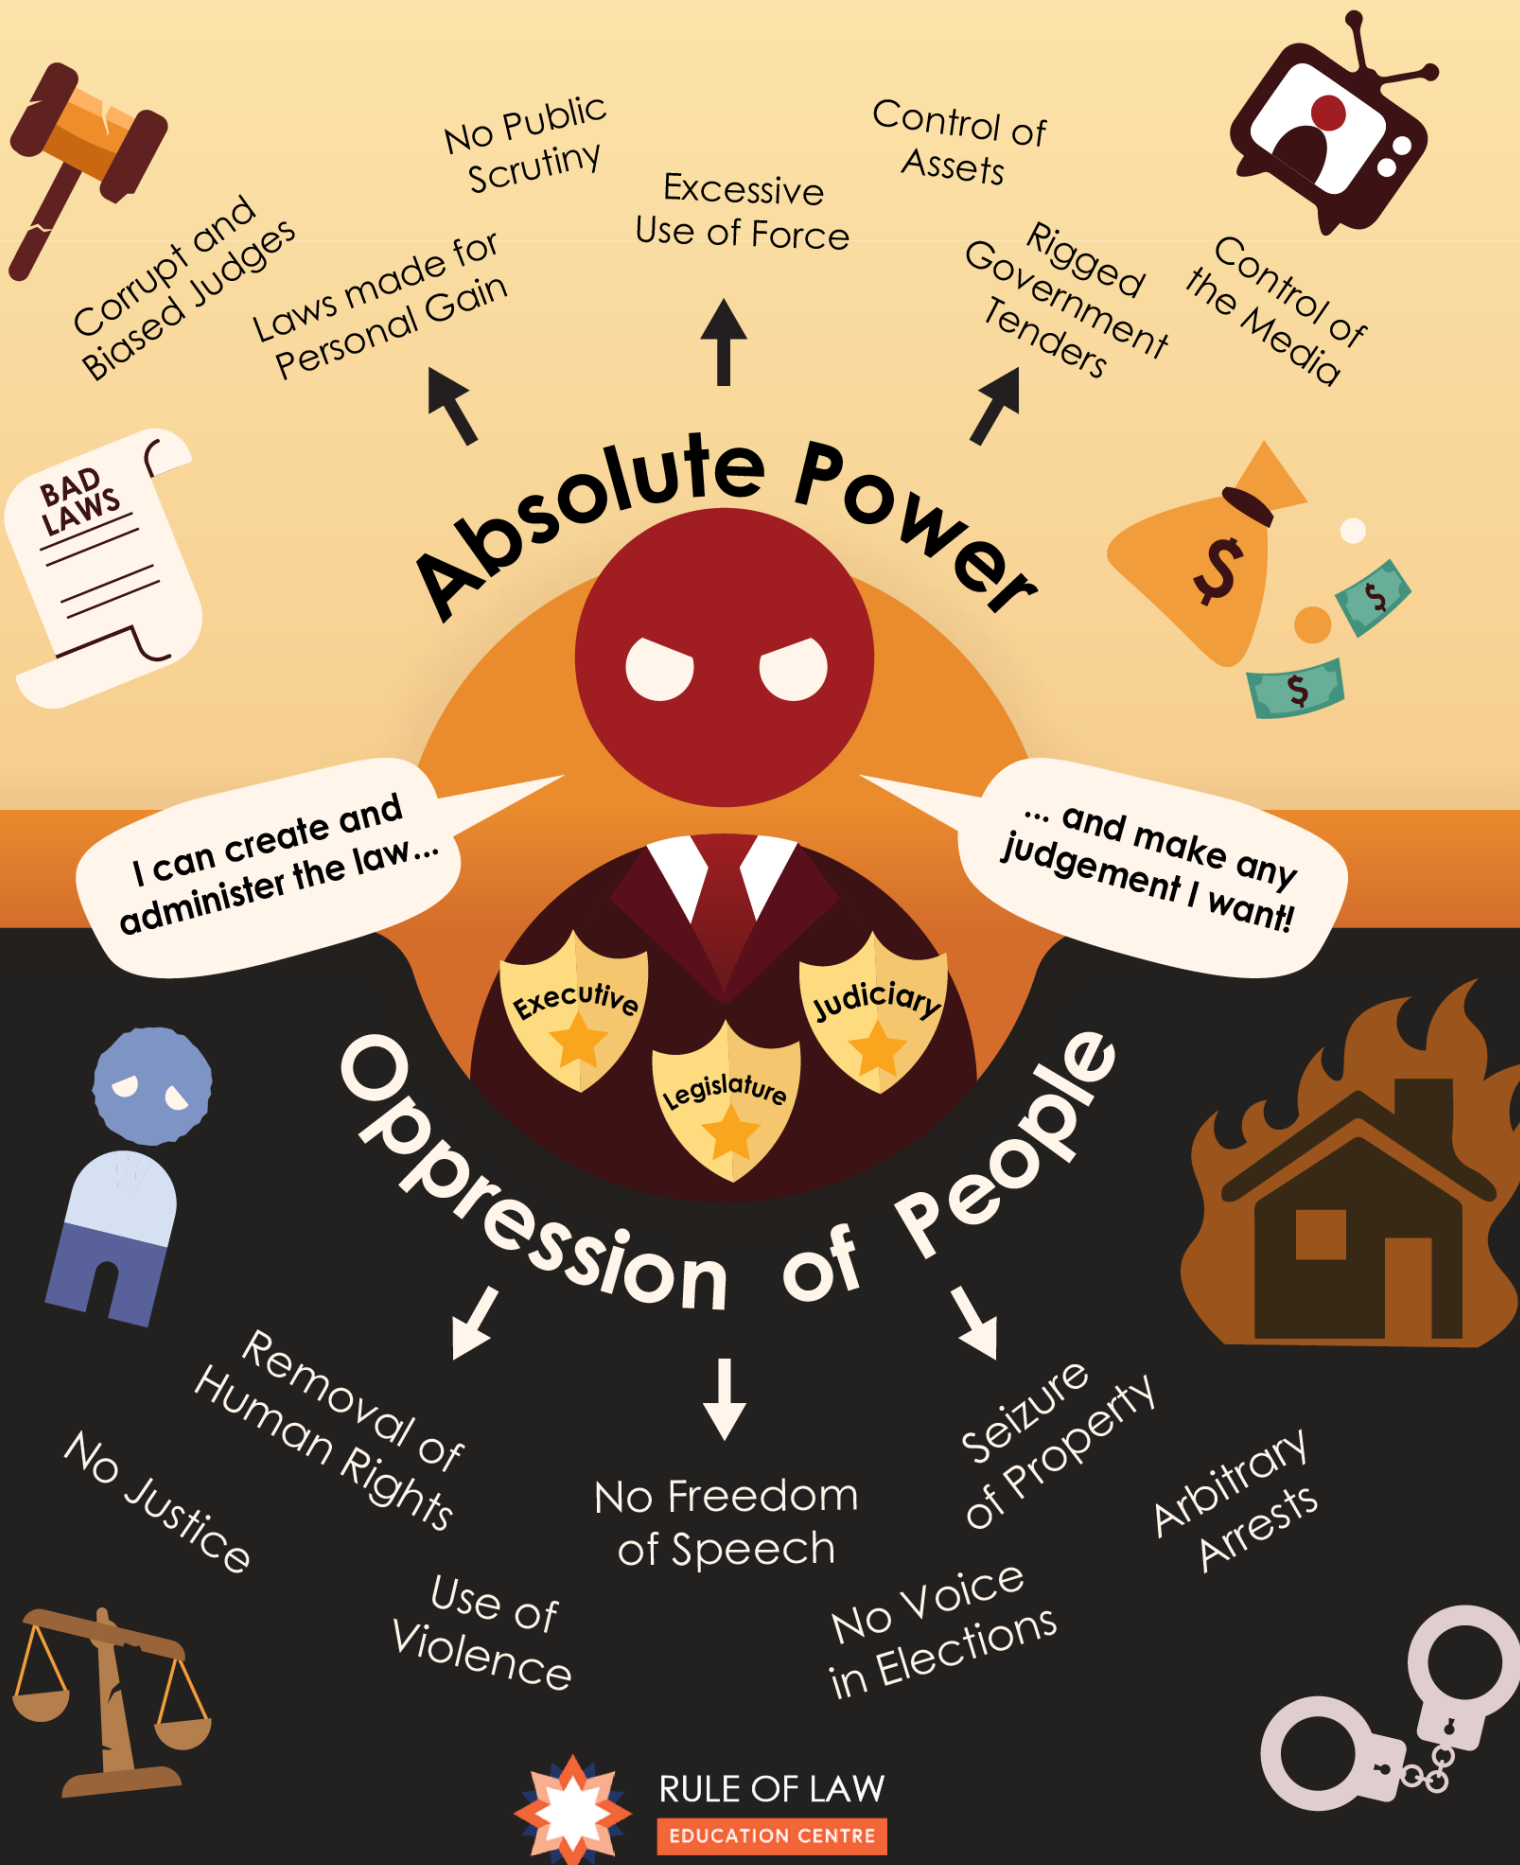 No Public
Scrutiny
Control of
Assets
Excessive
Use of Force
Corrupt and
Biased Judges
Laws made for
Personal Gain
Rigged
Government
Tenders
Control of
the Media
BAD
LAWS
Absolute Power
$
$
$
I can create and
administer the law...
... and make any
judgement I want!
Executive
Judiciary
Legislature
Oppression of People
Removal of
Human Rights
No Justice
Seizure
of Property
Arbitrary
Arrests
No Freedom
of Speech
Use of
Violence
No Voice
in Elections
RULE OF LAW
EDUCATION CENTRE